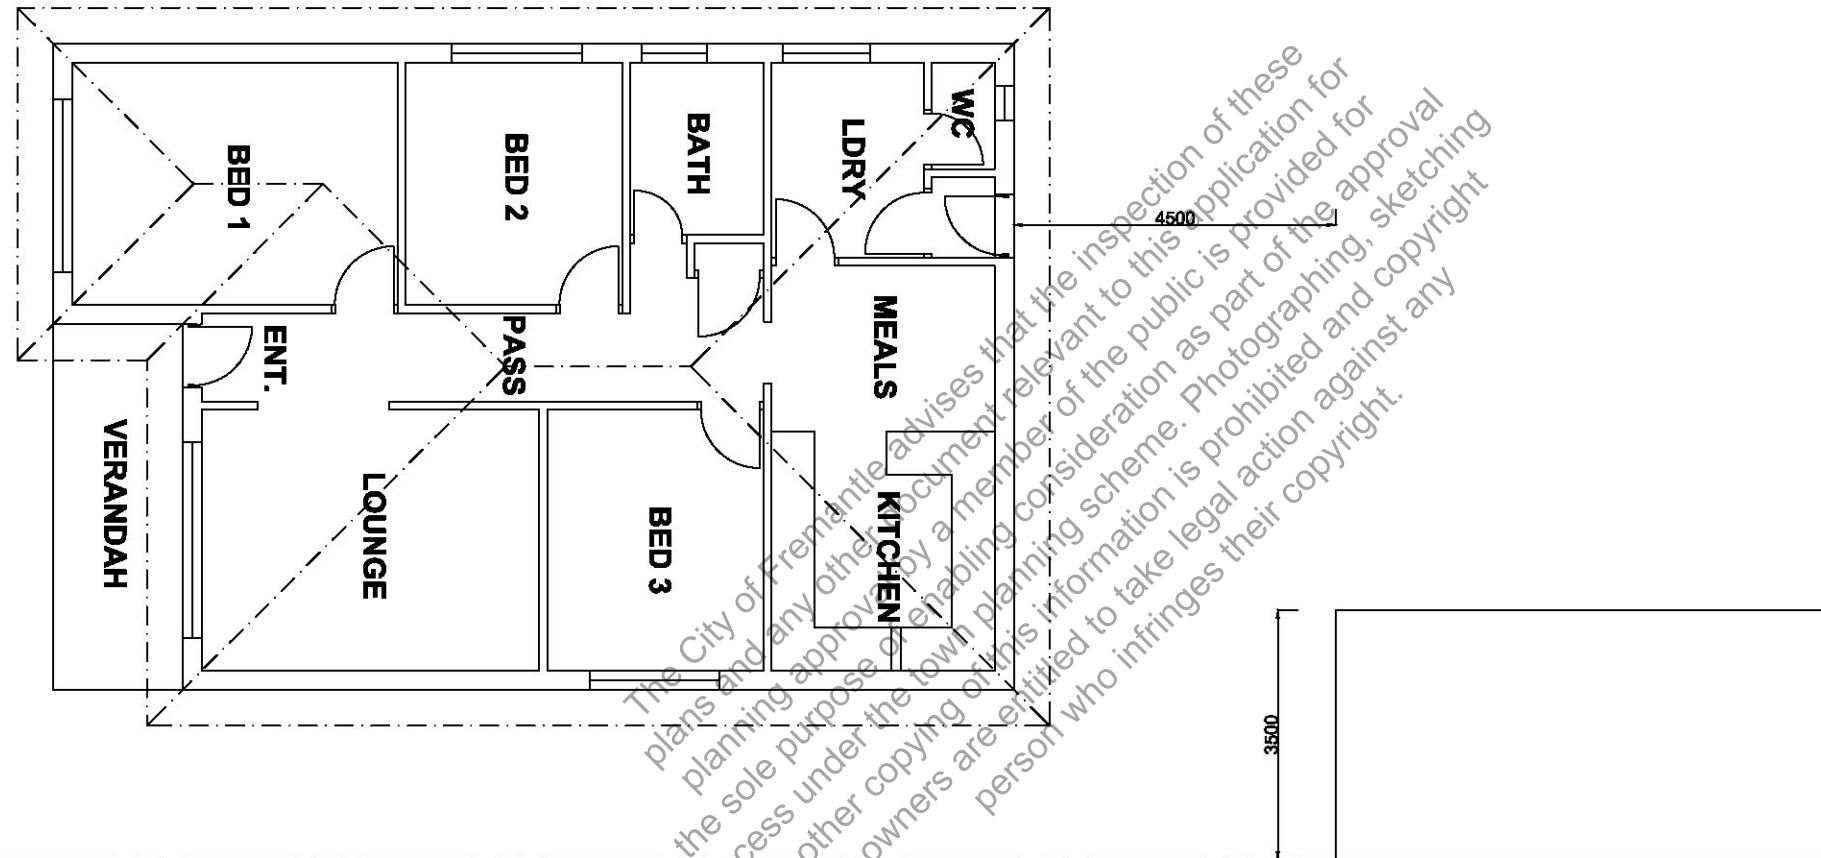 BED 1
BED 2
BATH
LDRY
WC
4500
ENT.
PASS
MEALS
VERANDAH
LOUNGE
BED 3
KITCHEN
3500
The City of Fremantle advises that the inspection of these
plans and any other document relevant to this application for
planning approval by a member of the public is provided for
the sole purpose of enabling consideration as part of the approval
cess under the town planning scheme. Photographing, sketching
other copying of this information is prohibited and copyright
owners are entitled to take legal action against any
person who infringes their copyright.